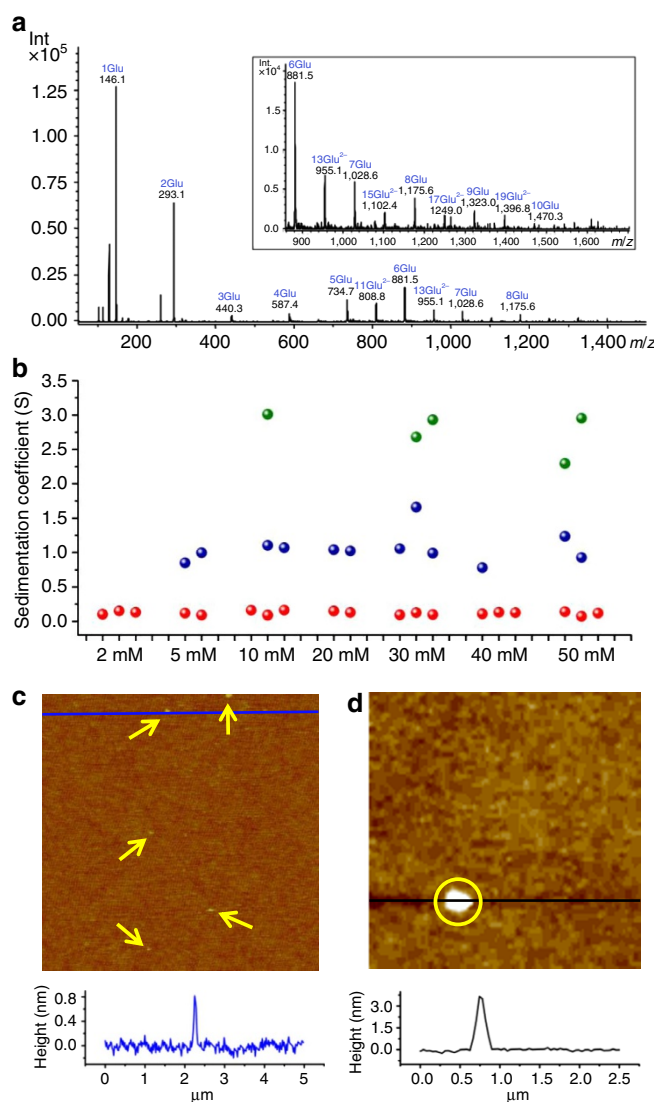 a
Int
×10⁵
1.25
1.00
0.75
0.50
0.25
0.00
1Glu
146.1
2Glu
293.1
3Glu
440.3
4Glu
587.4
5Glu
734.7
11Glu²⁻
808.8
6Glu
881.5
13Glu²⁻
955.1
7Glu
1,028.6
8Glu
1,175.6
200 400 600 800 1,000 1,200 1,400 m/z
Int.
×10⁴
1.5
1.0
0.5
0.0
6Glu
881.5
13Glu²⁻
955.1
7Glu
1,028.6
15Glu²⁻
1,102.4
8Glu
1,175.6
17Glu²⁻
1249.0
9Glu
1,323.0
19Glu²⁻
1,396.8
10Glu
1,470.3
900 1,000 1,100 1,200 1,300 1,400 1,500 1,600 m/z
b
Sedimentation coefficient (S)
3.5
3.0
2.5
2.0
1.5
1.0
0.5
0.0
2 mM 5 mM 10 mM 20 mM 30 mM 40 mM 50 mM
c
d
Height (nm)
0.8
0.4
0.0
0 1 2 3 4 5
μm
Height (nm)
3.0
1.5
0.0
0.0 0.5 1.0 1.5 2.0 2.5
μm